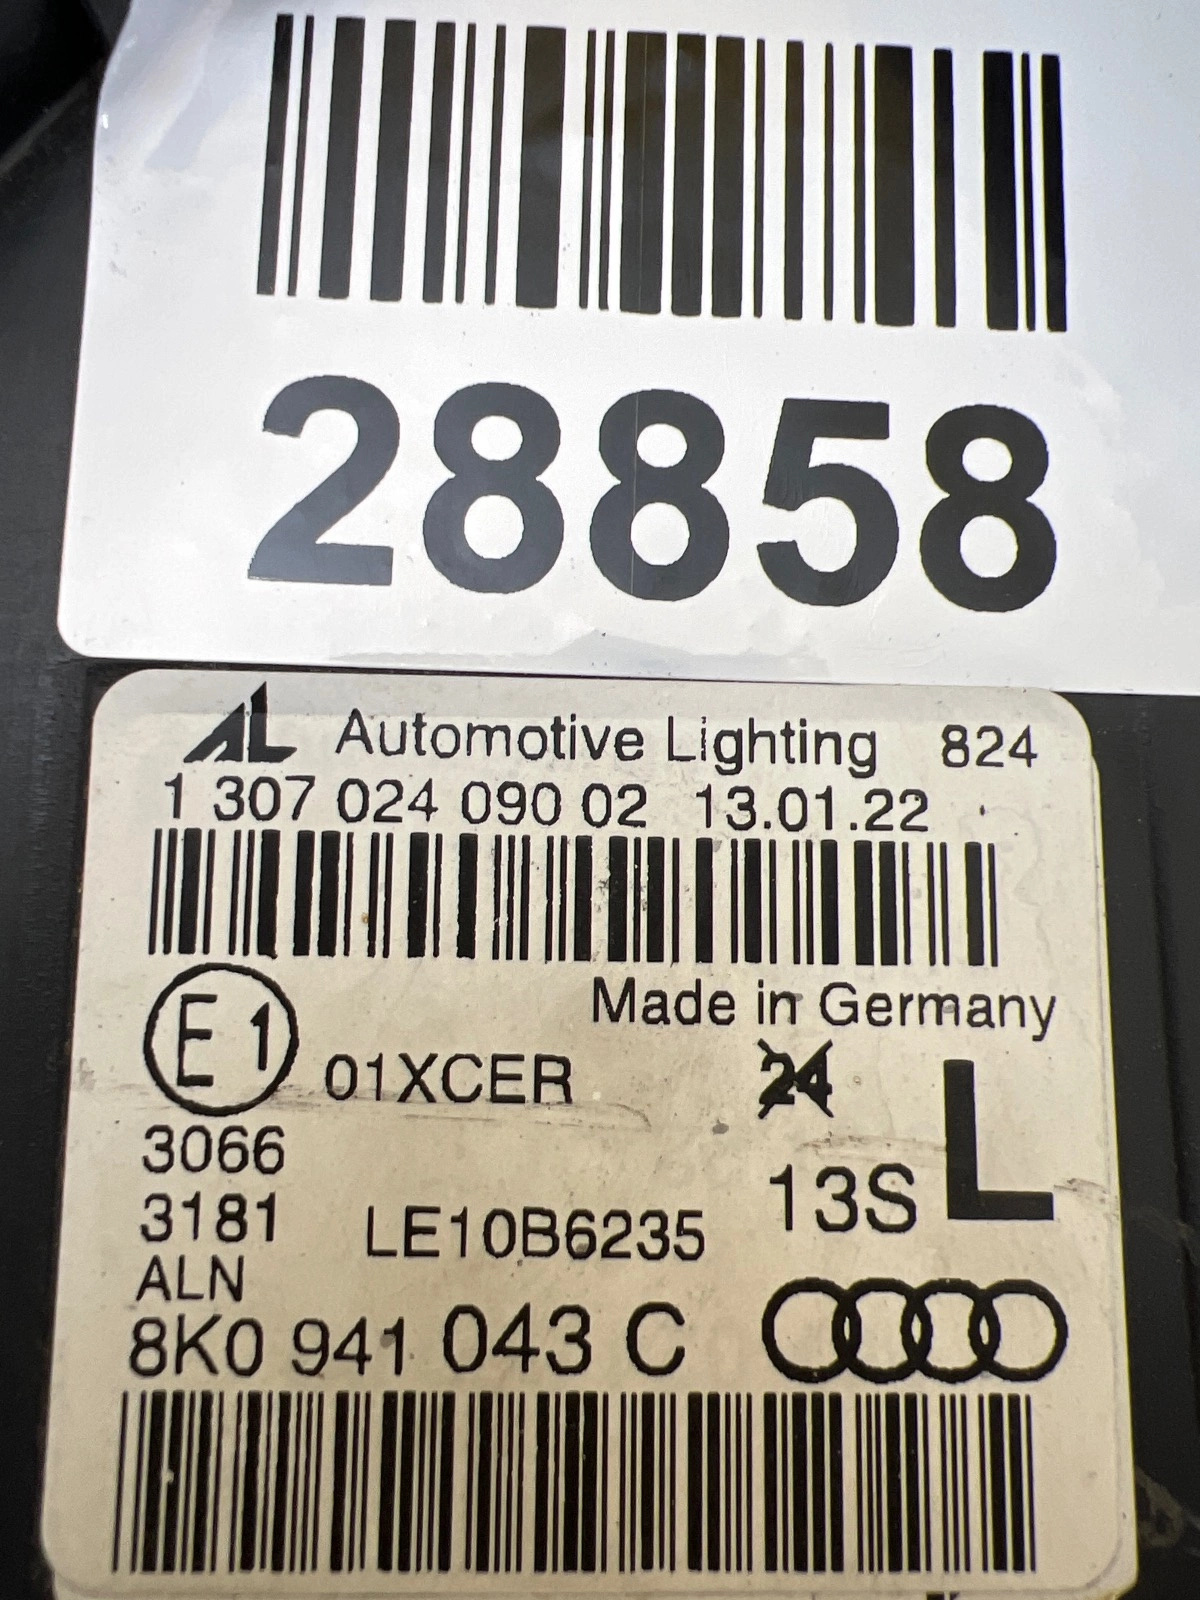 28858
AL Automotive Lighting 824
1 307 024 090 02 13.01.22
Made in Germany
E1 01XCER 24 L
3066
13S
3181 LE10B6235
ALN
8K0 941 043 C